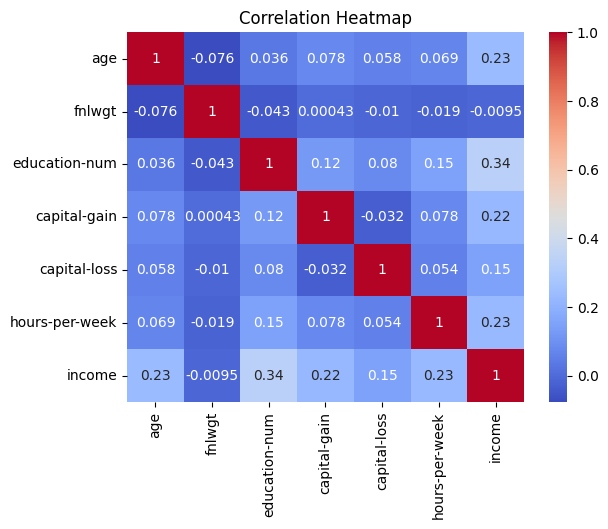 Correlation Heatmap
age 1 -0.076 0.036 0.078 0.058 0.069 0.23
fnlwgt -0.076 1 -0.043 0.00043 -0.01 -0.019 -0.0095
education-num 0.036 -0.043 1 0.12 0.08 0.15 0.34
capital-gain 0.078 0.00043 0.12 1 -0.032 0.078 0.22
capital-loss 0.058 -0.01 0.08 -0.032 1 0.054 0.15
hours-per-week 0.069 -0.019 0.15 0.078 0.054 1 0.23
income 0.23 -0.0095 0.34 0.22 0.15 0.23 1
age fnlwgt education-num capital-gain capital-loss hours-per-week income
1.0
0.8
0.6
0.4
0.2
0.0